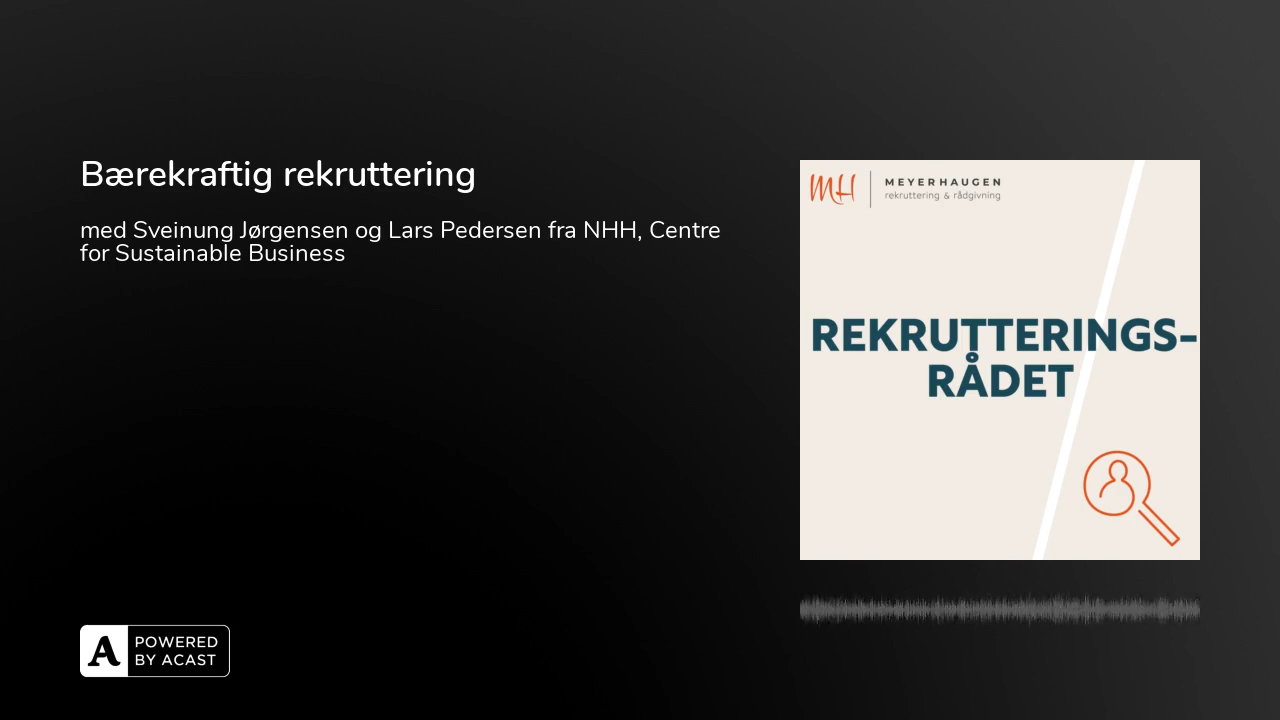 Bærekraftig rekruttering
med Sveinung Jørgensen og Lars Pedersen fra NHH, Centre
for Sustainable Business
MH
MEYERHAUGEN
rekruttering & rådgivning
REKRUTTERINGS-
RÅDET
A
POWERED
BY ACAST